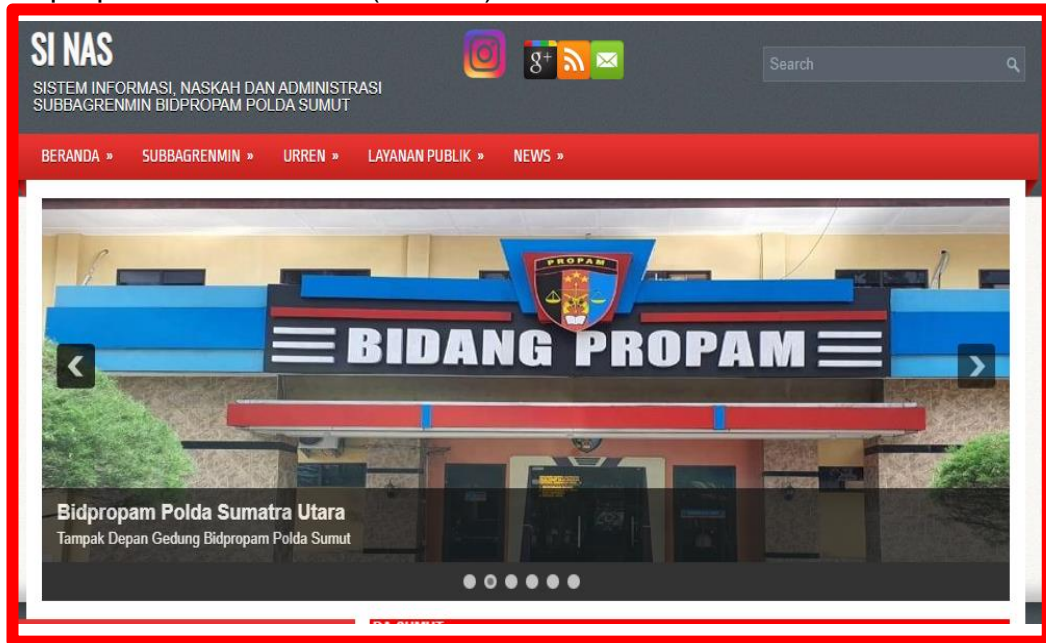 SI NAS
SISTEM INFORMASI, NASKAH DAN ADMINISTRASI
SUBBAGRENMIN BIDPROPAM POLDA SUMUT
8+
Search
BERANDA »
SUBBAGRENMIN »
URREN »
LAYANAN PUBLIK »
NEWS »
PROPAM
BIDANG PROPAM
Bidpropam Polda Sumatra Utara
Tampak Depan Gedung Bidpropam Polda Sumut